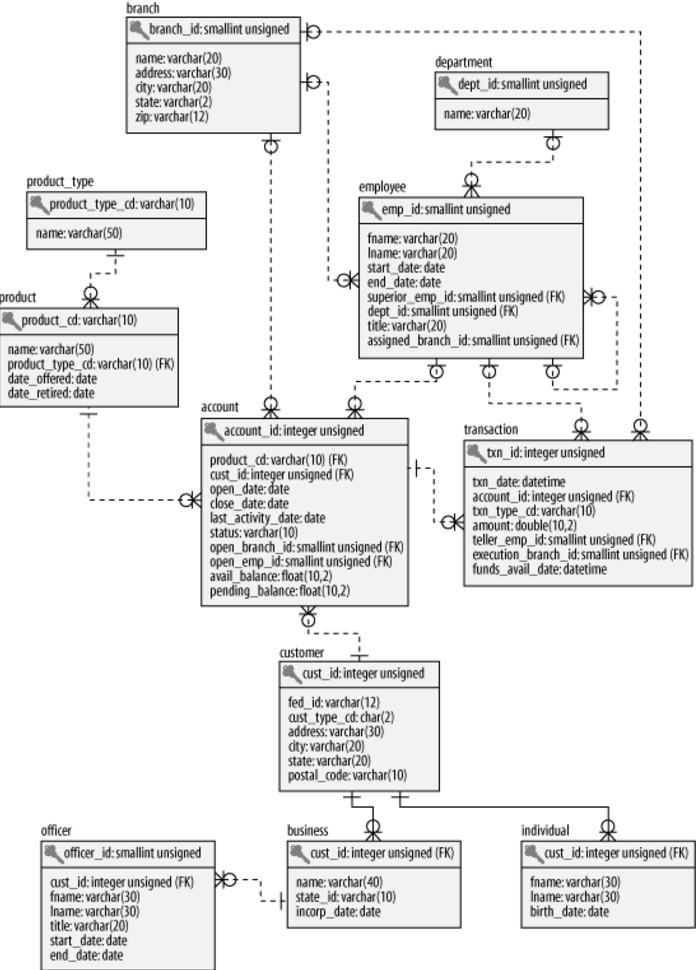 branch
branch_id: smallint unsigned
name: varchar(20)
address: varchar(30)
city: varchar(20)
state: varchar(2)
zip: varchar(12)
department
dept_id: smallint unsigned
name: varchar(20)
product_type
product_type_cd: varchar(10)
name: varchar(50)
employee
emp_id: smallint unsigned
fname: varchar(20)
lname: varchar(20)
start_date: date
end_date: date
superior_emp_id: smallint unsigned (FK)
dept_id: smallint unsigned (FK)
title: varchar(20)
assigned_branch_id: smallint unsigned (FK)
product
product_cd: varchar(10)
name: varchar(50)
product_type_cd: varchar(10) (FK)
date_offered: date
date_retired: date
account
account_id: integer unsigned
product_cd: varchar(10) (FK)
cust_id: integer unsigned (FK)
open_date: date
close_date: date
last_activity_date: date
status: varchar(10)
open_branch_id: smallint unsigned (FK)
open_emp_id: smallint unsigned (FK)
avail_balance: float(10,2)
pending_balance: float(10,2)
transaction
txn_id: integer unsigned
txn_date: datetime
account_id: integer unsigned (FK)
txn_type_cd: varchar(10)
amount: double(10,2)
teller_emp_id: smallint unsigned (FK)
execution_branch_id: smallint unsigned (FK)
funds_avail_date: datetime
customer
cust_id: integer unsigned
fed_id: varchar(12)
cust_type_cd: char(2)
address: varchar(30)
city: varchar(20)
state: varchar(20)
postal_code: varchar(10)
officer
officer_id: smallint unsigned
cust_id: integer unsigned (FK)
fname: varchar(30)
lname: varchar(30)
title: varchar(20)
start_date: date
end_date: date
business
cust_id: integer unsigned (FK)
name: varchar(40)
state_id: varchar(10)
incorp_date: date
individual
cust_id: integer unsigned (FK)
fname: varchar(30)
lname: varchar(30)
birth_date: date